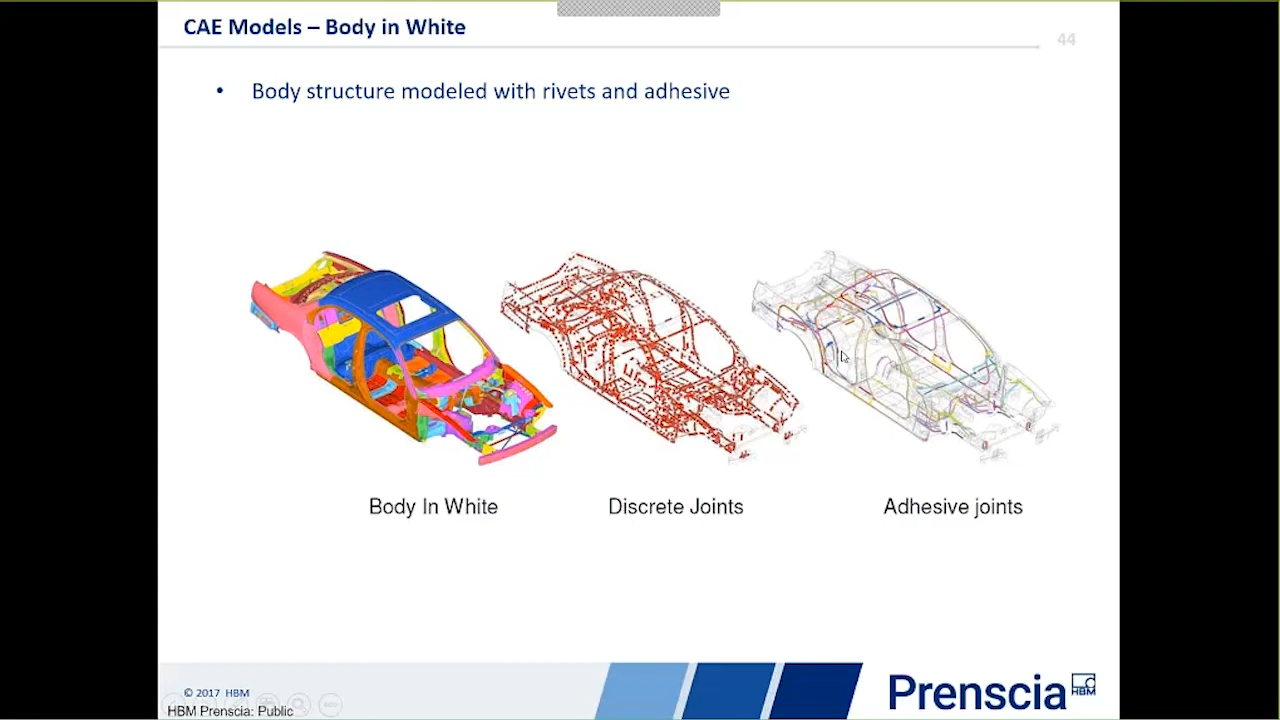 CAE Models – Body in White
44
• Body structure modeled with rivets and adhesive
Body In White
Discrete Joints
Adhesive joints
© 2017 HBM
HBM Prenscia: Public
Prenscia
HBM